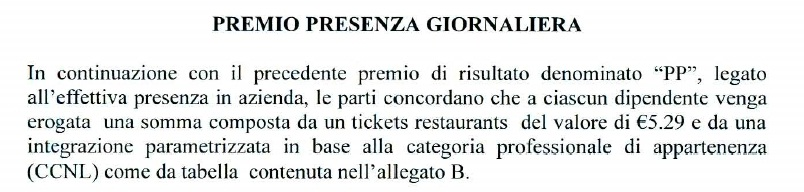 PREMIO PRESENZA GIORNALIERA
In continuazione con il precedente premio di risultato denominato “PP”, legato
all’effettiva presenza in azienda, le parti concordano che a ciascun dipendente venga
erogata una somma composta da un tickets restaurants del valore di €5.29 e da una
integrazione parametrizzata in base alla categoria professionale di appartenenza
(CCNL) come da tabella contenuta nell’allegato B.